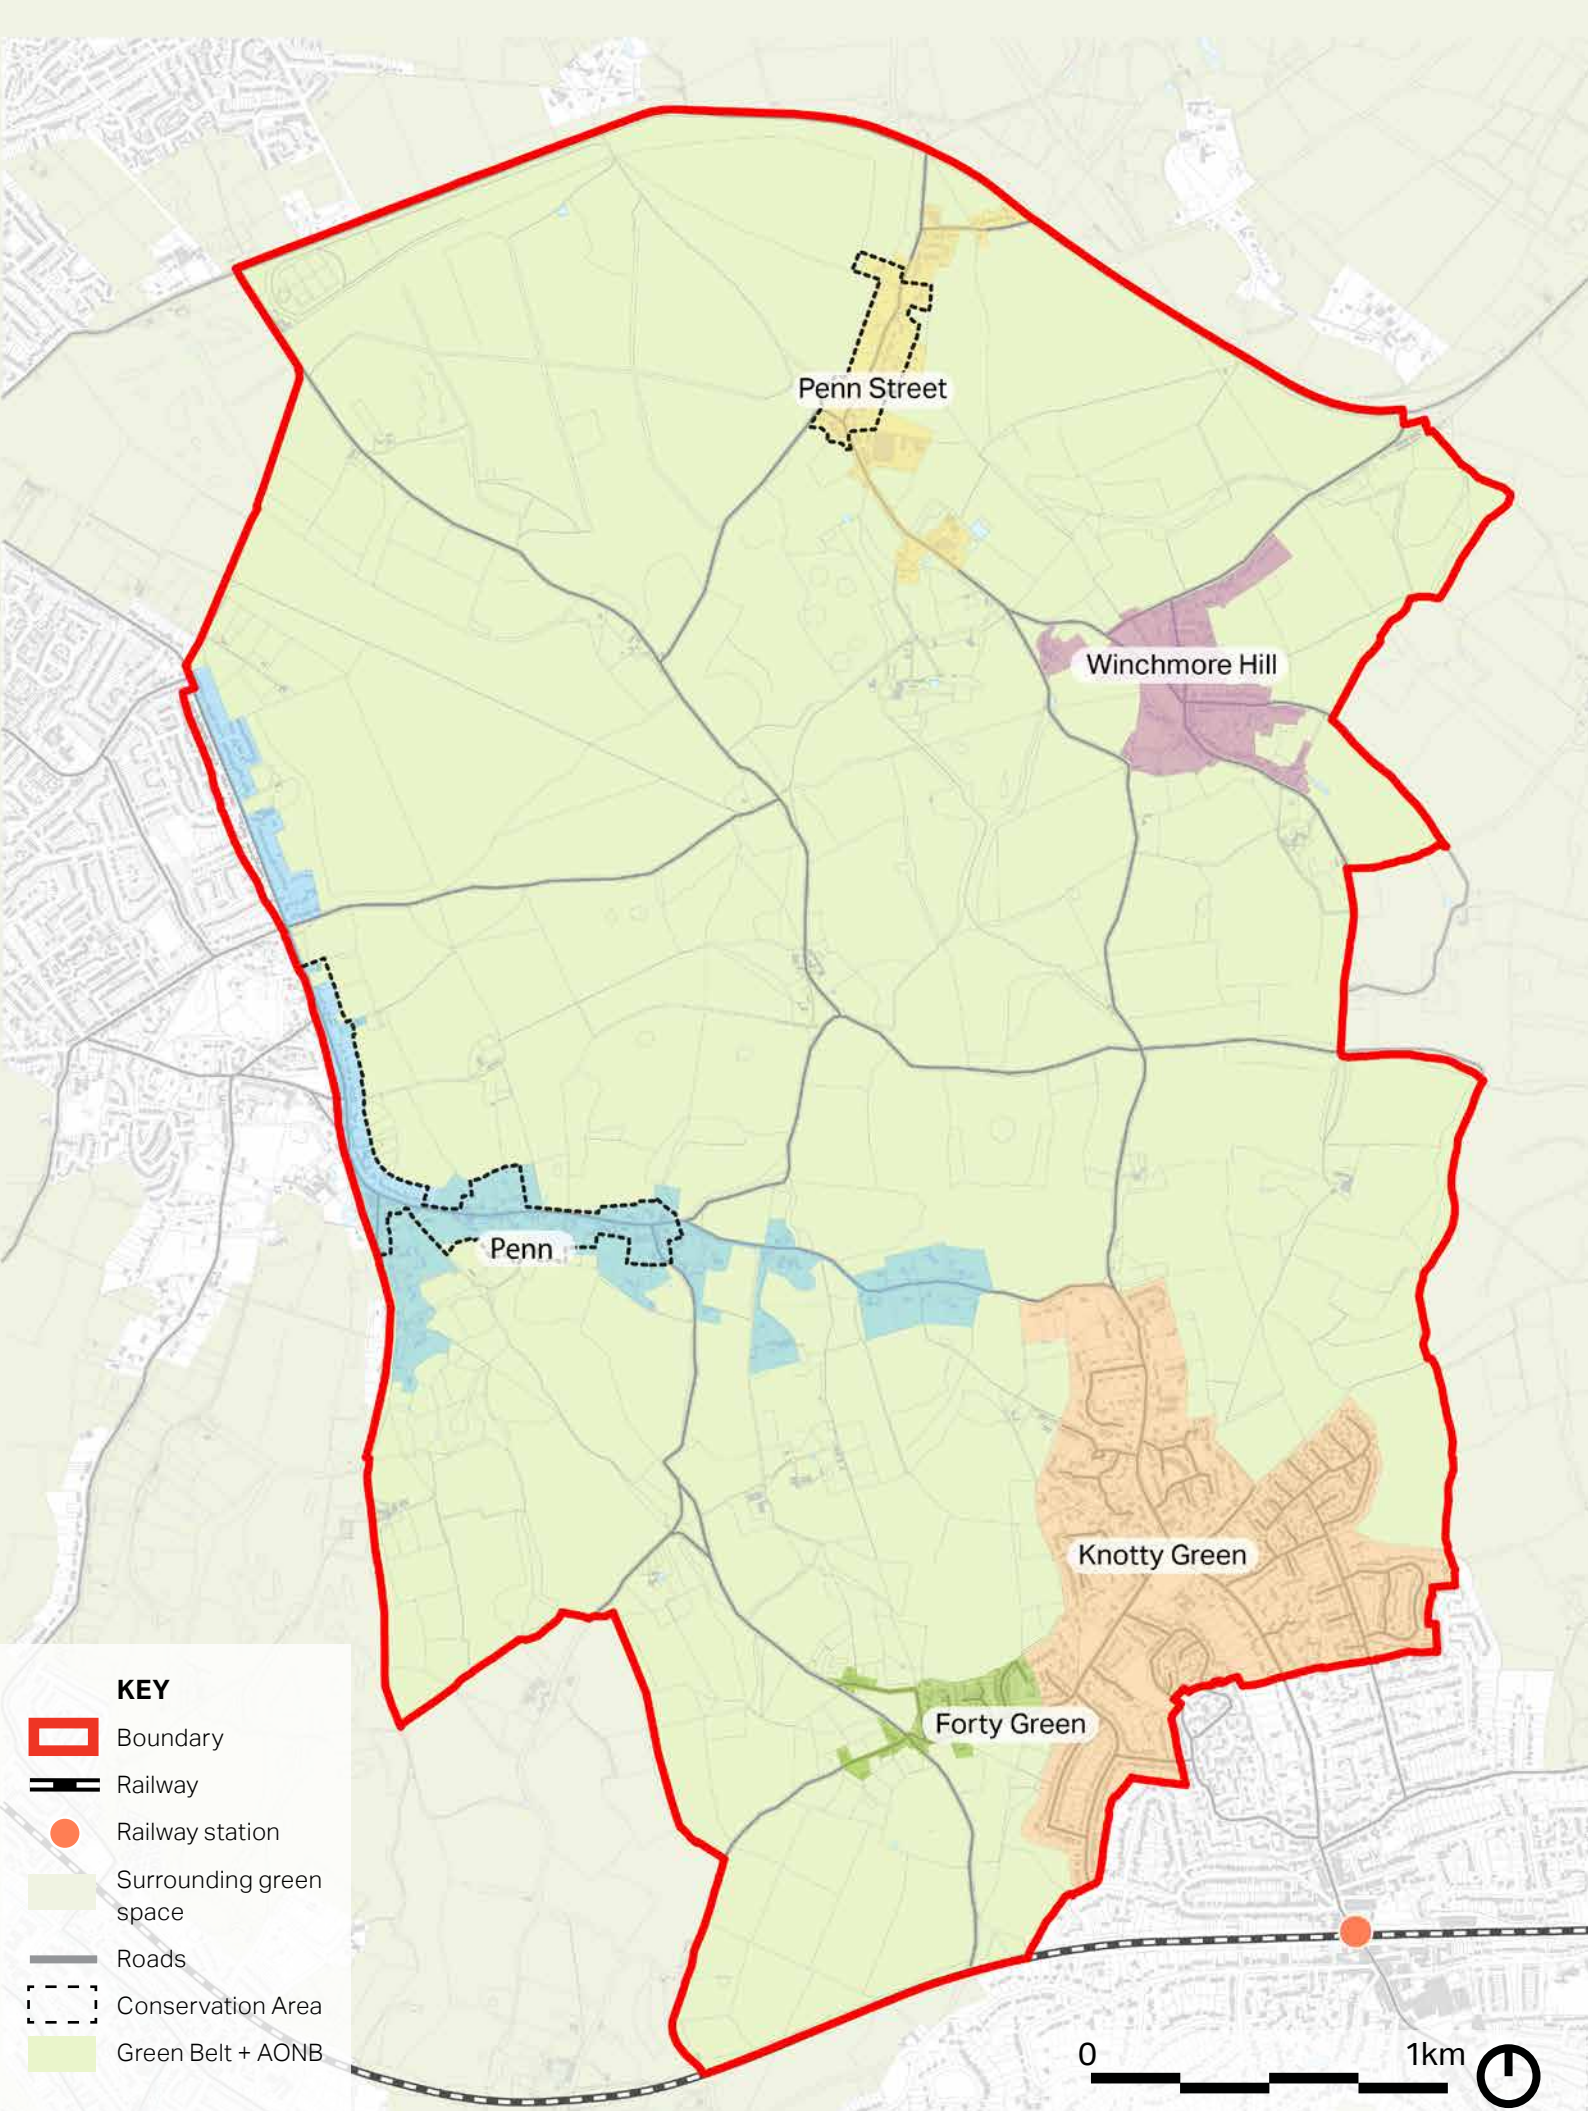 Penn Street
Winchmore Hill
Penn
Knotty Green
Forty Green
KEY
Boundary
Railway
Railway station
Surrounding green
space
Roads
Conservation Area
Green Belt + AONB
0 1km